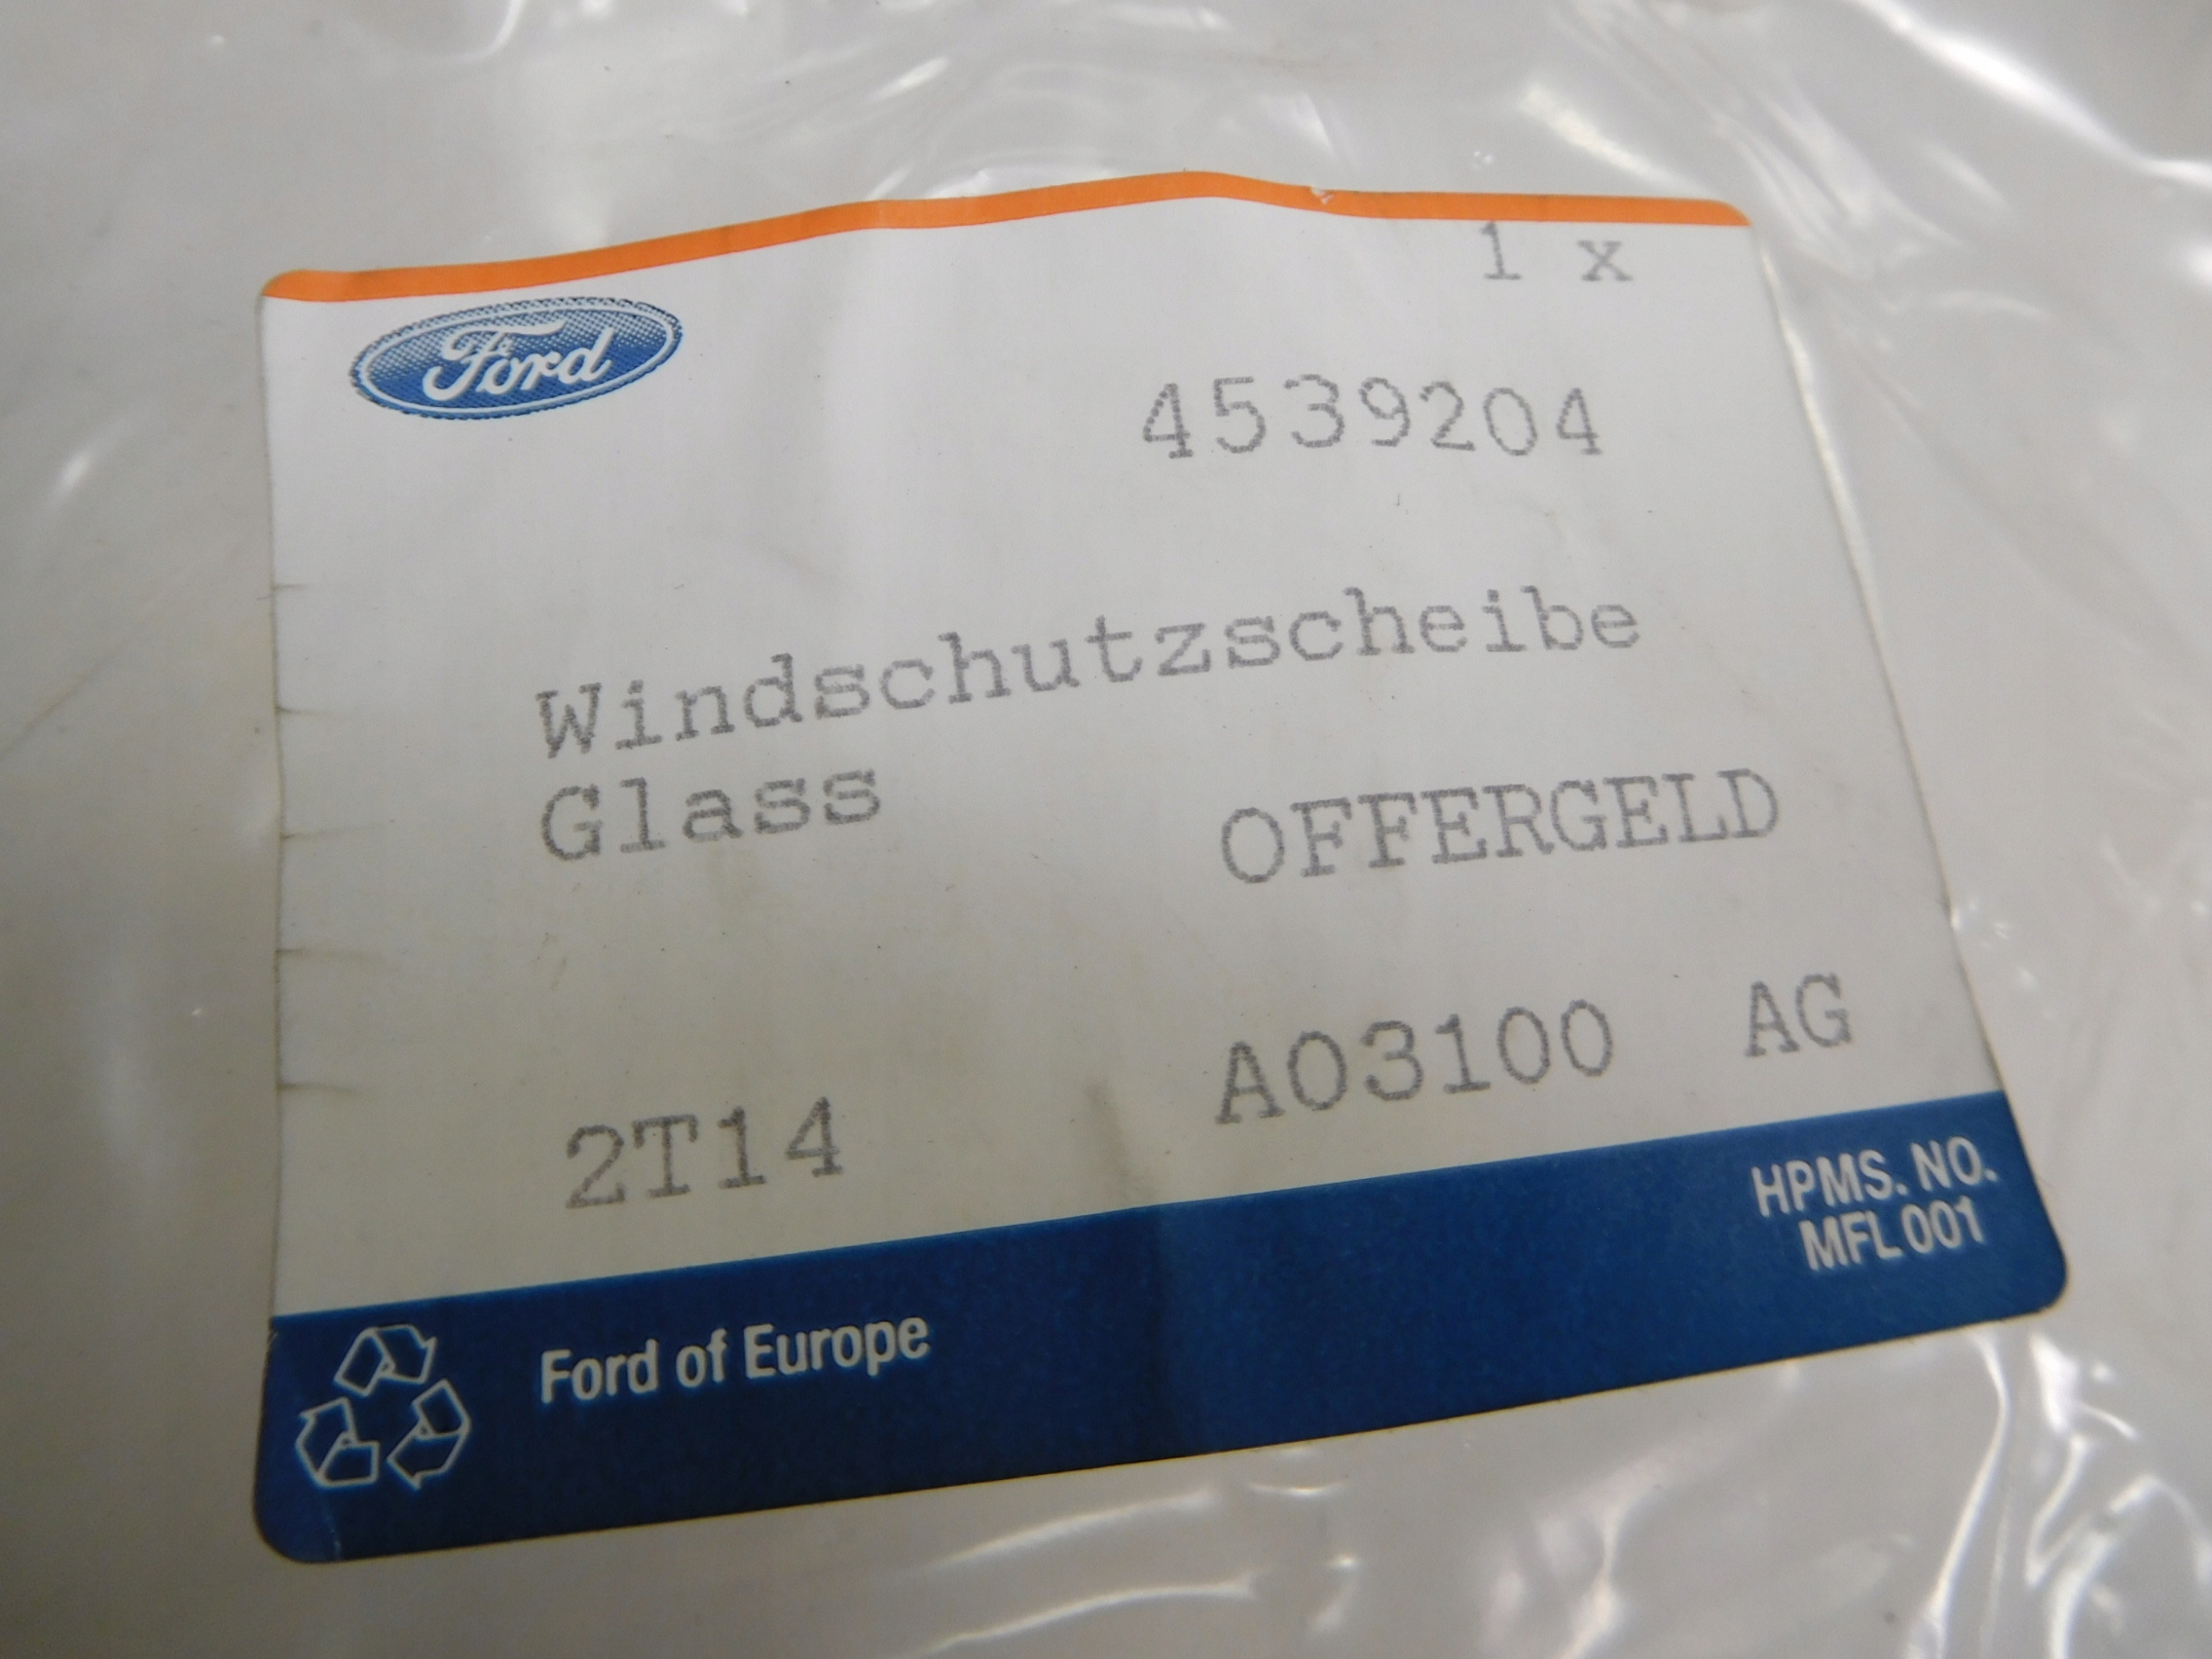 1 x
Ford
4539204
Windschutzscheibe
Glass OFFERGELD
2T14 A03100 AG
HPMS. NO.
MFL 001
Ford of Europe